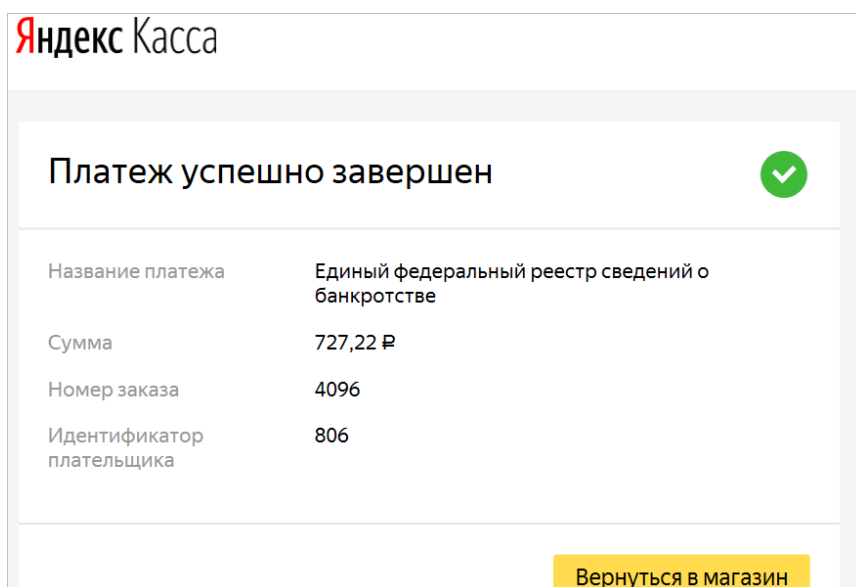 Яндекс Касса
Платеж успешно завершен
Название платежа
Единый федеральный реестр сведений о
банкротстве
Сумма
727,22 ₽
Номер заказа
4096
Идентификатор
плательщика
806
Вернуться в магазин